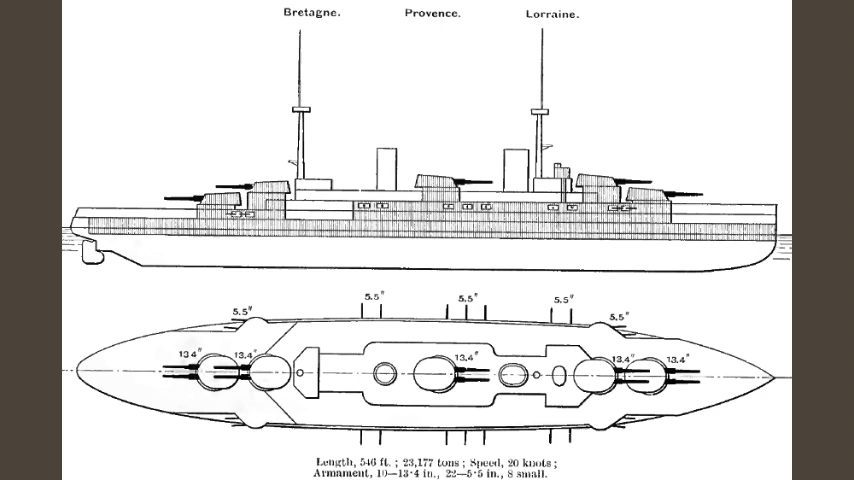 Bretagne. Provence. Lorraine.
5.5" 5.5" 5.5" 5.5" 5.5"
13.4" 13.4" 13.4" 13.4" 13.4"
Length, 546 ft. ; 23,177 tons ; Speed, 20 knots ;
Armament, 10—13·4 in., 22—5·5 in., 8 small.